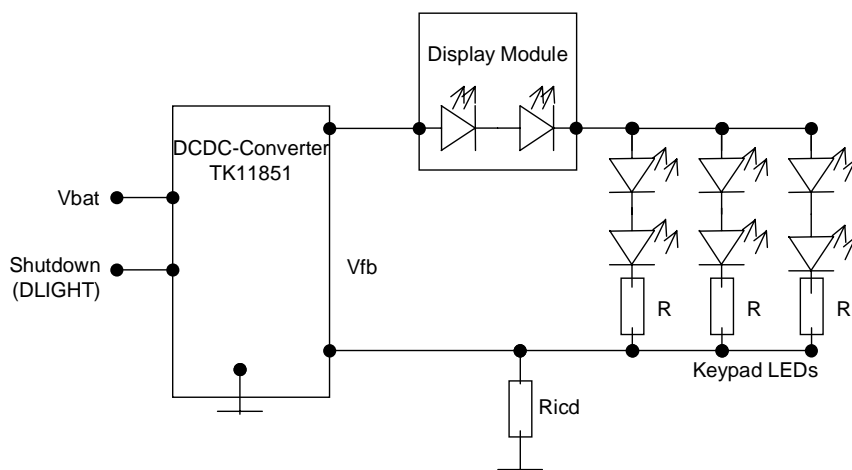 Display Module
DCDC-Converter
TK11851
Vbat
Shutdown
(DLIGHT)
Vfb
R
R
R
Keypad LEDs
Ricd